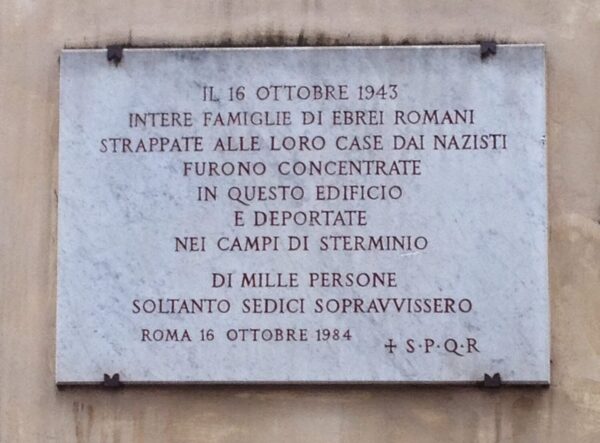 IL 16 OTTOBRE 1943
INTERE FAMIGLIE DI EBREI ROMANI
STRAPPATE ALLE LORO CASE DAI NAZISTI
FURONO CONCENTRATE
IN QUESTO EDIFICIO
E DEPORTATE
NEI CAMPI DI STERMINIO
DI MILLE PERSONE
SOLTANTO SEDICI SOPRAVVISSERO
ROMA 16 OTTOBRE 1984
✝ S·P·Q·R